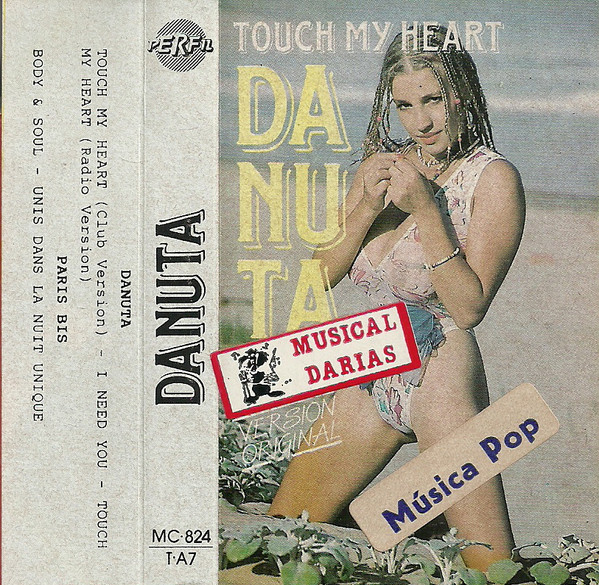 TOUCH MY HEART (Club Version) - I NEED YOU - TOUCH
MY HEART (Radio Version)
BODY & SOUL - UNIS DANS LA NUIT UNIQUE
DANUTA
PARIS BIS
PERFIL
DANUTA
MC-824
T-A7
TOUCH MY HEART
DA
NU
TA
MUSICAL
DARIAS
VERSION
ORIGINAL
Música Pop